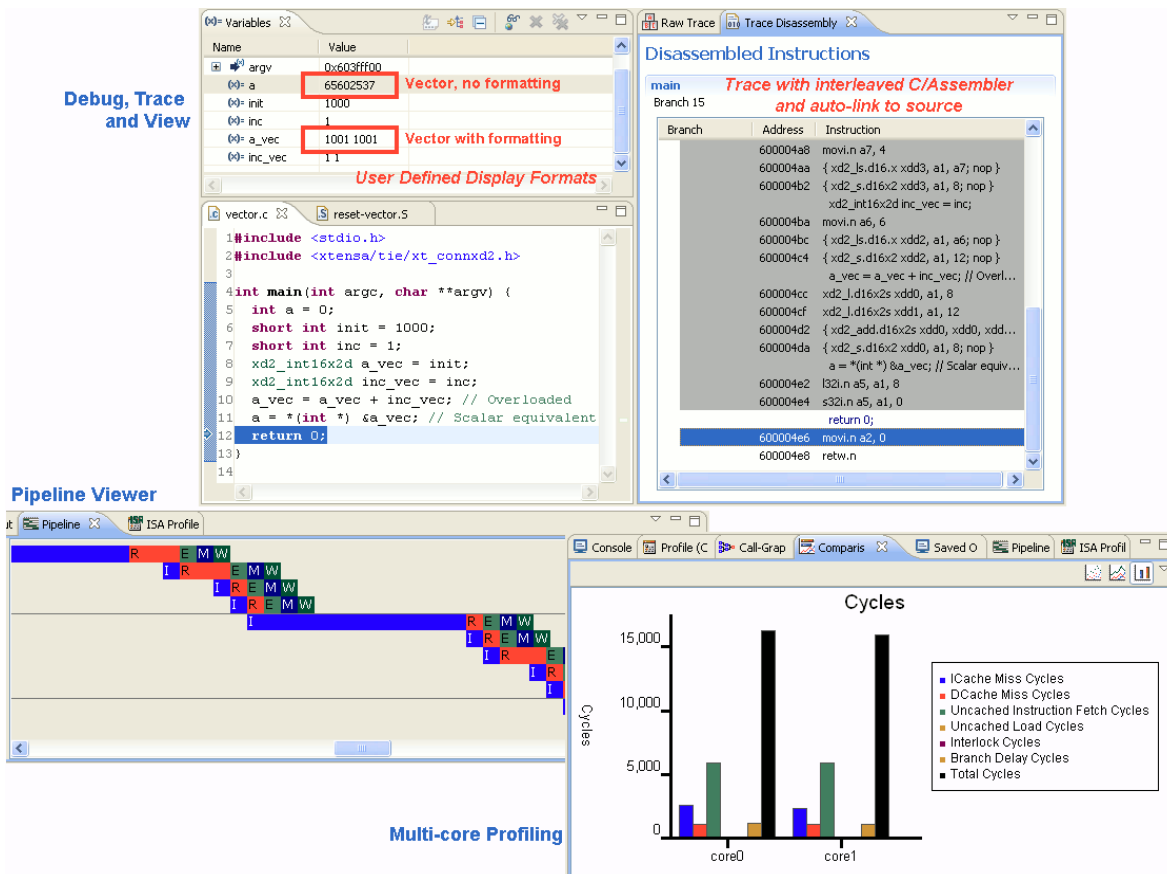 (x)= Variables
Name Value
argv 0x603fff00
(x)= a 65602537 Vector, no formatting
(x)= init 1000
(x)= inc 1
(x)= a_vec 1001 1001 Vector with formatting
(x)= inc_vec 1 1
User Defined Display Formats
Debug, Trace
and View
vector.c .S reset-vector.S
1#include <stdio.h>
2#include <xtensa/tie/xt_connxd2.h>
3
4int main(int argc, char **argv) {
5 int a = 0;
6 short int init = 1000;
7 short int inc = 1;
8 xd2_int16x2d a_vec = init;
9 xd2_int16x2d inc_vec = inc;
10 a_vec = a_vec + inc_vec; // Overloaded
11 a = *(int *) &a_vec; // Scalar equivalent
12 return 0;
13}
14
Raw Trace Trace Disassembly
Disassembled Instructions
main Trace with interleaved C/Assembler
Branch 15 and auto-link to source
Branch Address Instruction
600004a8 movi.n a7, 4
600004aa { xd2_ls.d16.x xdd3, a1, a7; nop }
600004b2 { xd2_s.d16x2 xdd3, a1, 8; nop }
xd2_int16x2d inc_vec = inc;
600004ba movi.n a6, 6
600004bc { xd2_ls.d16.x xdd2, a1, a6; nop }
600004c4 { xd2_s.d16x2 xdd2, a1, 12; nop }
a_vec = a_vec + inc_vec; // Overl...
600004cc xd2_l.d16x2s xdd0, a1, 8
600004cf xd2_l.d16x2s xdd1, a1, 12
600004d2 { xd2_add.d16x2s xdd0, xdd0, xdd...
600004da { xd2_s.d16x2 xdd0, a1, 8; nop }
a = *(int *) &a_vec; // Scalar equiv...
600004e2 l32i.n a5, a1, 8
600004e4 s32i.n a5, a1, 0
return 0;
600004e6 movi.n a2, 0
600004e8 retw.n
Pipeline Viewer
ut Pipeline ISA Profile
R E M W
I R E M W
I R E M W
I R E M W
I R E M W
I R E M W
I R E
I R
I
Console Profile (C Call-Grap Comparis Saved O Pipeline ISA Profil
Cycles
15,000
10,000
5,000
0
Cycles
core0 core1
ICache Miss Cycles
DCache Miss Cycles
Uncached Instruction Fetch Cycles
Uncached Load Cycles
Interlock Cycles
Branch Delay Cycles
Total Cycles
Multi-core Profiling